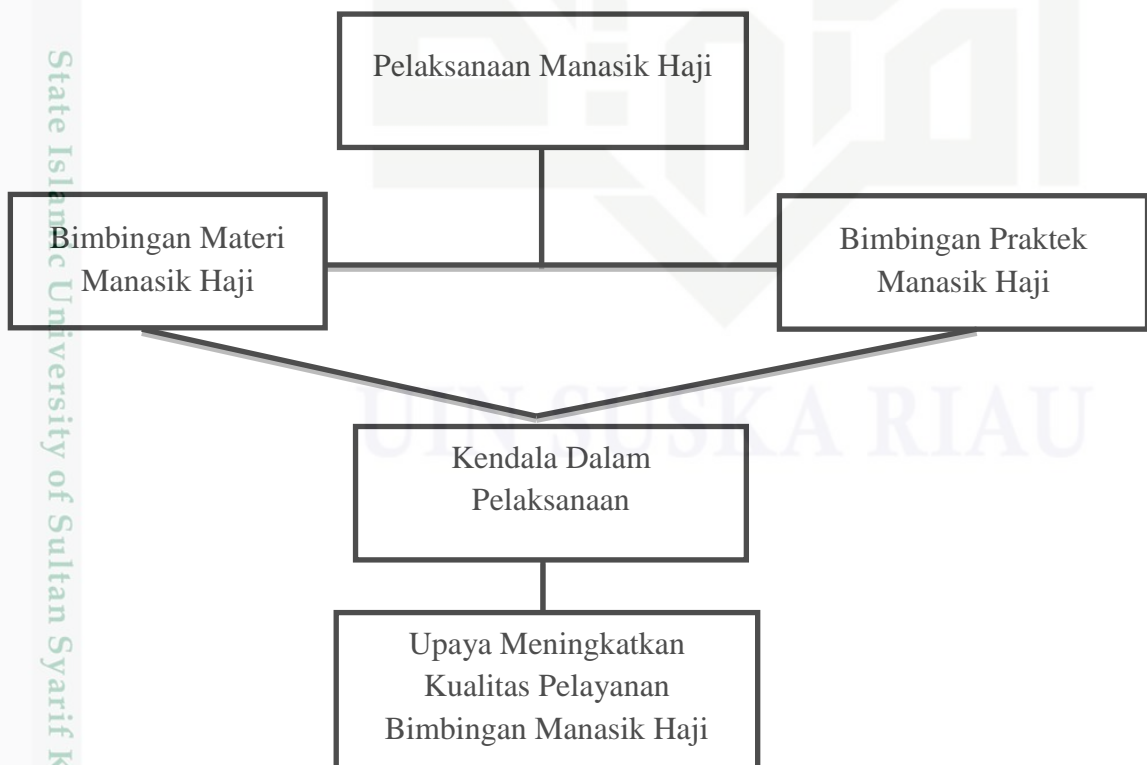 Pelaksanaan Manasik Haji
Bimbingan Materi
Manasik Haji
Bimbingan Praktek
Manasik Haji
Kendala Dalam
Pelaksanaan
Upaya Meningkatkan
Kualitas Pelayanan
Bimbingan Manasik Haji
UIN SUSKA RIAU
State Islamic University of Sultan Syarif K